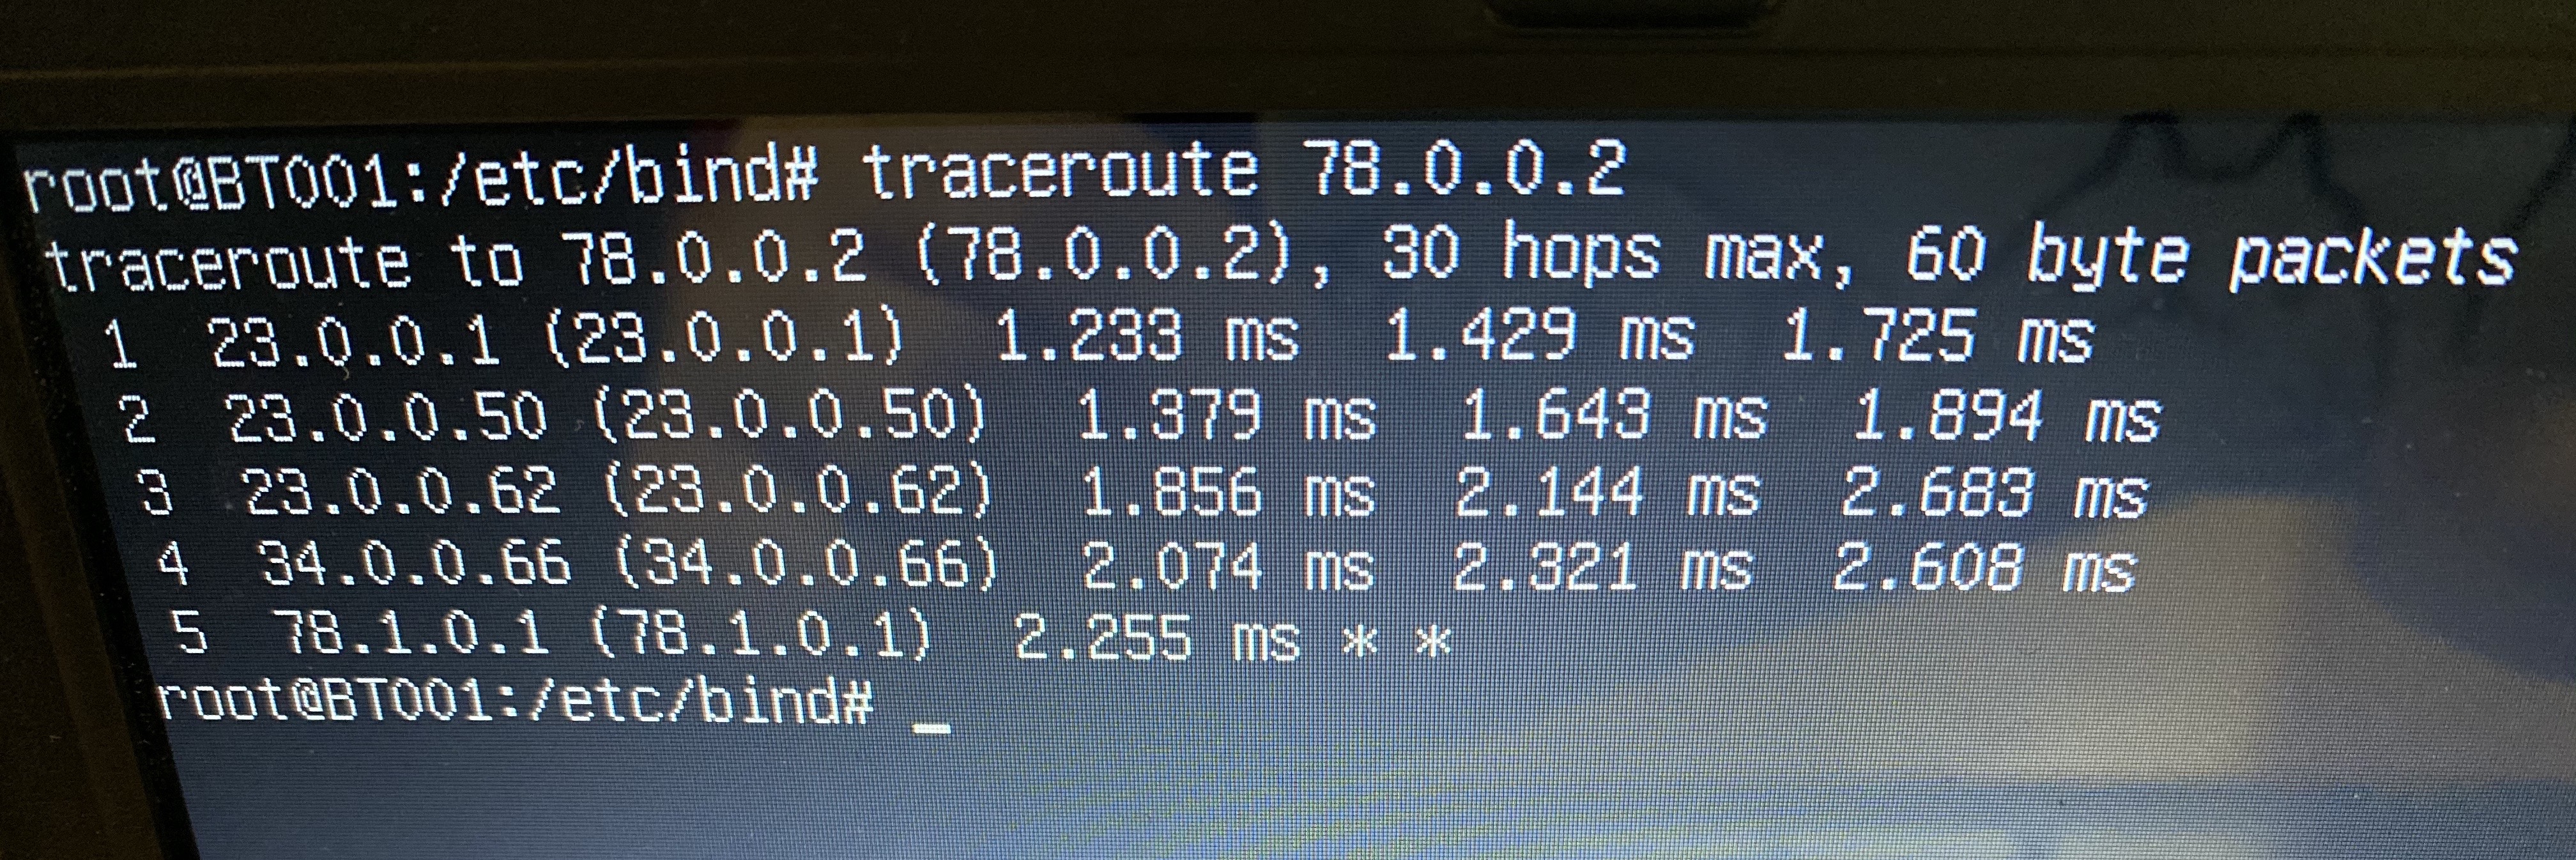 root@BT001:/etc/bind# traceroute 78.0.0.2
traceroute to 78.0.0.2 (78.0.0.2), 30 hops max, 60 byte packets
1 23.0.0.1 (23.0.0.1) 1.233 ms 1.429 ms 1.725 ms
2 23.0.0.50 (23.0.0.50) 1.379 ms 1.643 ms 1.894 ms
3 23.0.0.62 (23.0.0.62) 1.856 ms 2.144 ms 2.683 ms
4 34.0.0.66 (34.0.0.66) 2.074 ms 2.321 ms 2.608 ms
5 78.1.0.1 (78.1.0.1) 2.255 ms * *
root@BT001:/etc/bind# _